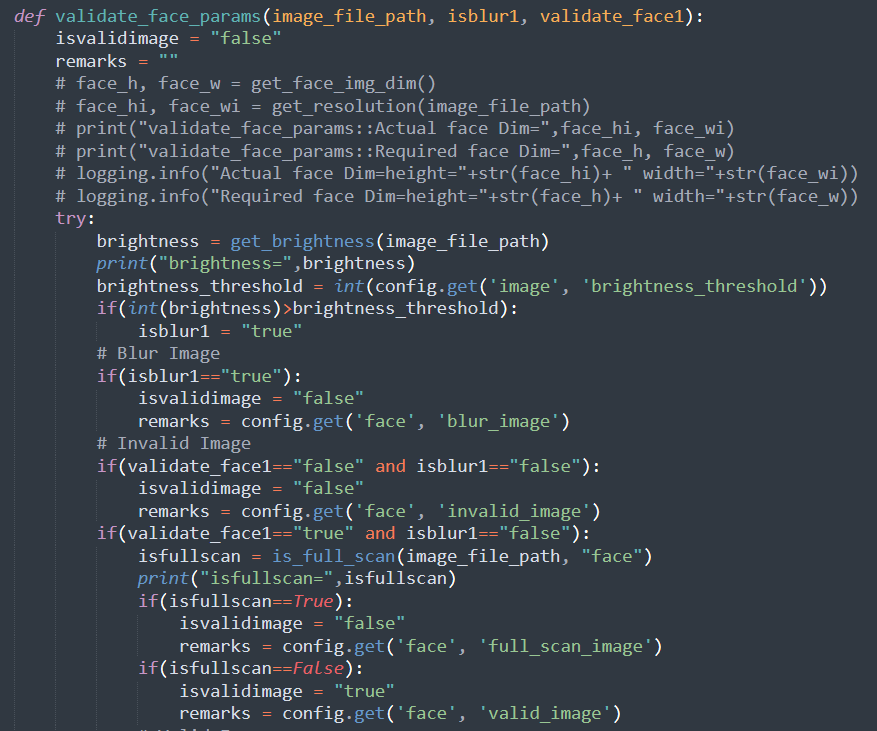 def validate_face_params(image_file_path, isblur1, validate_face1):
    isvalidimage = "false"
    remarks = ""
    # face_h, face_w = get_face_img_dim()
    # face_hi, face_wi = get_resolution(image_file_path)
    # print("validate_face_params::Actual face Dim=",face_hi, face_wi)
    # print("validate_face_params::Required face Dim=",face_h, face_w)
    # logging.info("Actual face Dim=height="+str(face_hi)+ " width="+str(face_wi))
    # logging.info("Required face Dim=height="+str(face_h)+ " width="+str(face_w))
    try:
        brightness = get_brightness(image_file_path)
        print("brightness=",brightness)
        brightness_threshold = int(config.get('image', 'brightness_threshold'))
        if(int(brightness)>brightness_threshold):
            isblur1 = "true"
        # Blur Image
        if(isblur1=="true"):
            isvalidimage = "false"
            remarks = config.get('face', 'blur_image')
        # Invalid Image
        if(validate_face1=="false" and isblur1=="false"):
            isvalidimage = "false"
            remarks = config.get('face', 'invalid_image')
        if(validate_face1=="true" and isblur1=="false"):
            isfullscan = is_full_scan(image_file_path, "face")
            print("isfullscan=",isfullscan)
            if(isfullscan==True):
                isvalidimage = "false"
                remarks = config.get('face', 'full_scan_image')
            if(isfullscan==False):
                isvalidimage = "true"
                remarks = config.get('face', 'valid_image')